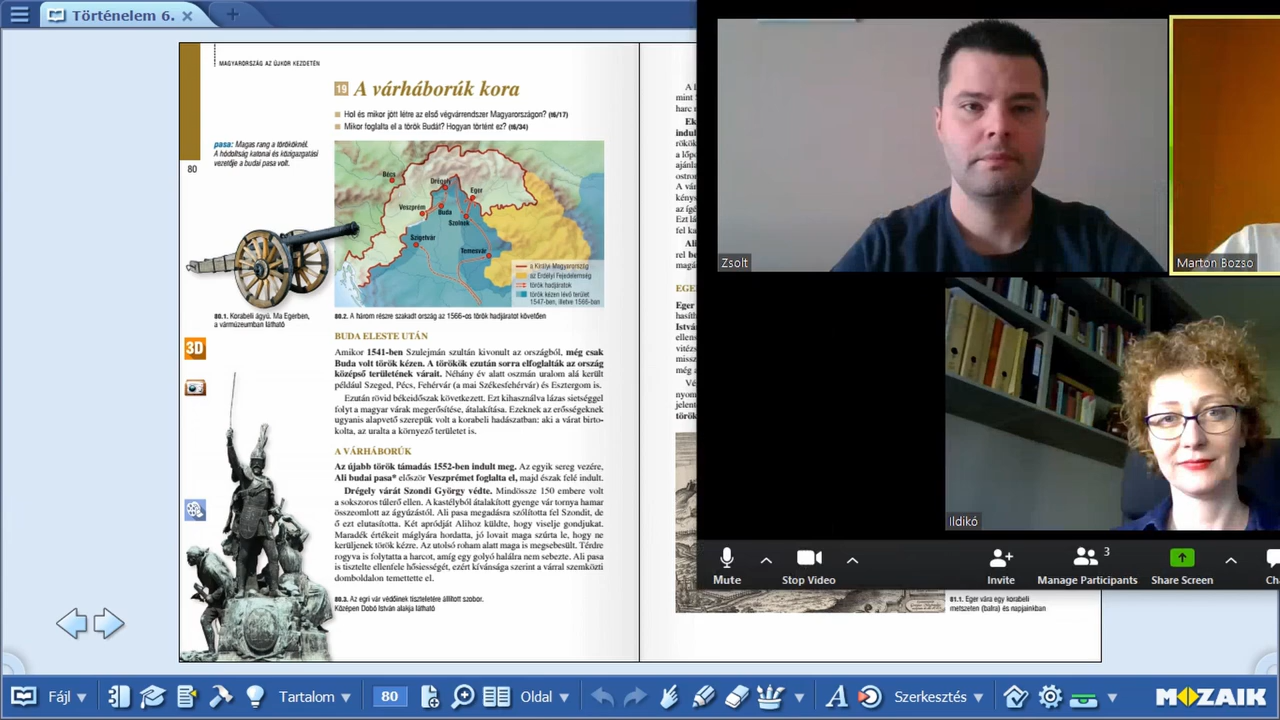 Történelem 6.
MAGYARORSZÁG AZ ÚJKOR KEZDETÉN
19 A várháborúk kora
Hol és mikor jött létre az első végvárrendszer Magyarországon? (t6/17)
Mikor foglalta el a török Budát? Hogyan történt ez? (t6/34)
pasa: Magas rang a törököknél.
A hódoltság katonai és közigazgatási
vezetője a budai pasa volt.
80
Bécs
Drégely
Eger
Veszprém
Buda
Szolnok
Szigetvár
Temesvár
a Királyi Magyarország
az Erdélyi Fejedelemség
török hadjáratok
török kézen lévő terület
1547-ben, illetve 1566-ban
80.1. Korabeli ágyú. Ma Egerben,
a vármúzeumban látható
80.2. A három részre szakadt ország az 1566-os török hadjáratot követően
3D
BUDA ELESTE UTÁN
Amikor 1541-ben Szulejmán szultán kivonult az országból, még csak
Buda volt török kézen. A törökök ezután sorra elfoglalták az ország
középső területének várait. Néhány év alatt oszmán uralom alá került
például Szeged, Pécs, Fehérvár (a mai Székesfehérvár) és Esztergom is.
Ezután rövid békeidőszak következett. Ezt kihasználva lázas sietséggel
folyt a magyar várak megerősítése, átalakítása. Ezeknek az erősségeknek
ugyanis alapvető szerepük volt a korabeli hadászatban: aki a várat birto-
kolta, az uralta a környező területet is.
A VÁRHÁBORÚK
Az újabb török támadás 1552-ben indult meg. Az egyik sereg vezére,
Ali budai pasa* először Veszprémet foglalta el, majd észak felé indult.
Drégely várát Szondi György védte. Mindössze 150 embere volt
a sokszoros túlerő ellen. A kastélyból átalakított gyenge vár tornya hamar
összeomlott az ágyúzástól. Ali pasa megadásra szólította fel Szondit, de
ő ezt elutasította. Két apródját Alihoz küldte, hogy viselje gondjukat.
Maradék értékeit máglyára hordatta, jó lovait maga szúrta le, hogy ne
kerüljenek török kézre. Az utolsó roham alatt maga is megsebesült. Térdre
rogyva is folytatta a harcot, amíg egy golyó halálra nem sebezte. Ali pasa
is tisztelte ellenfele hősiességét, ezért kívánsága szerint a várral szemközti
domboldalon temettette el.
80.3. Az egri vár védőinek tiszteletére állított szobor.
Középen Dobó István alakja látható
81.1. Eger vára egy korabeli
metszeten (balra) és napjainkban
Zsolt
Marton Bozso
Ildikó
Mute
Stop Video
Invite
3
Manage Participants
Share Screen
Ch
Fájl
Tartalom
80
Oldal
A
Szerkesztés
MOZAIK